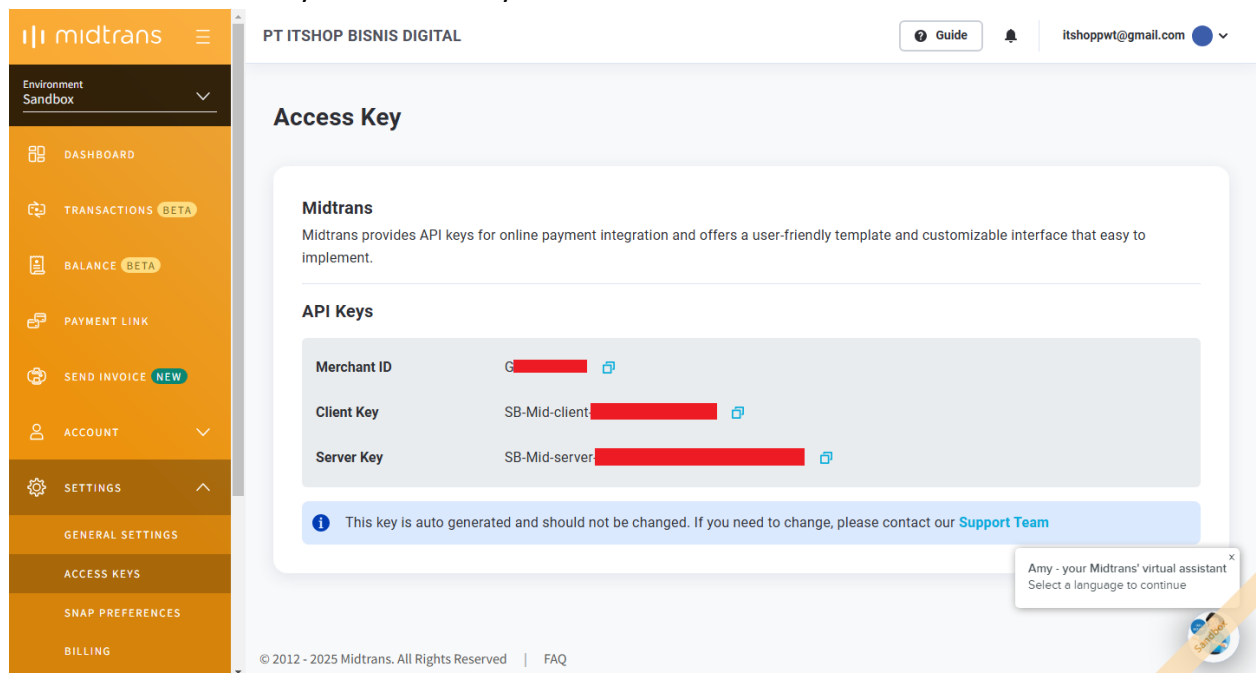 midtrans
PT ITSHOP BISNIS DIGITAL
Guide
itshoppwt@gmail.com
Environment
Sandbox
DASHBOARD
TRANSACTIONS BETA
BALANCE BETA
PAYMENT LINK
SEND INVOICE NEW
ACCOUNT
SETTINGS
GENERAL SETTINGS
ACCESS KEYS
SNAP PREFERENCES
BILLING
Access Key
Midtrans
Midtrans provides API keys for online payment integration and offers a user-friendly template and customizable interface that easy to
implement.
API Keys
Merchant ID G
Client Key SB-Mid-client-
Server Key SB-Mid-server-
This key is auto generated and should not be changed. If you need to change, please contact our Support Team
x
Amy - your Midtrans' virtual assistant
Select a language to continue
Sandbox
© 2012 - 2025 Midtrans. All Rights Reserved | FAQ